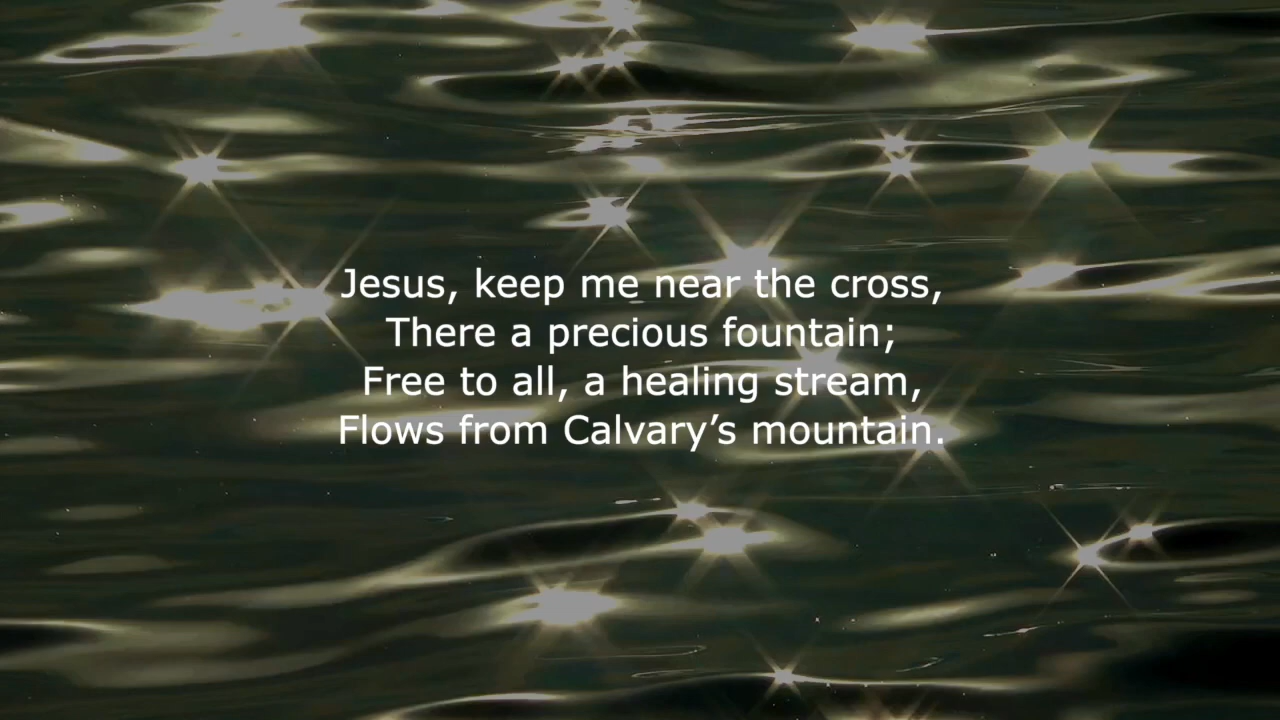 Jesus, keep me near the cross,
There a precious fountain;
Free to all, a healing stream,
Flows from Calvary’s mountain.